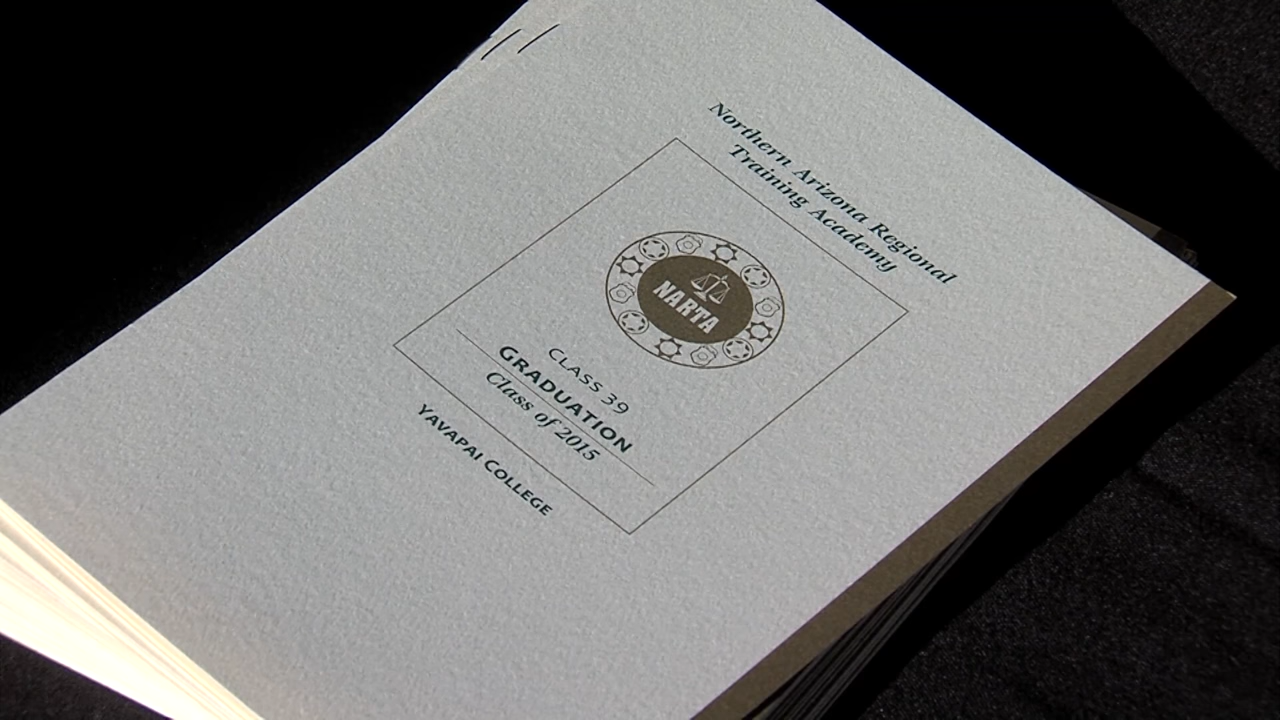 Northern Arizona Regional
Training Academy
NARTA
CLASS 39
GRADUATION
Class of 2015
YAVAPAI COLLEGE